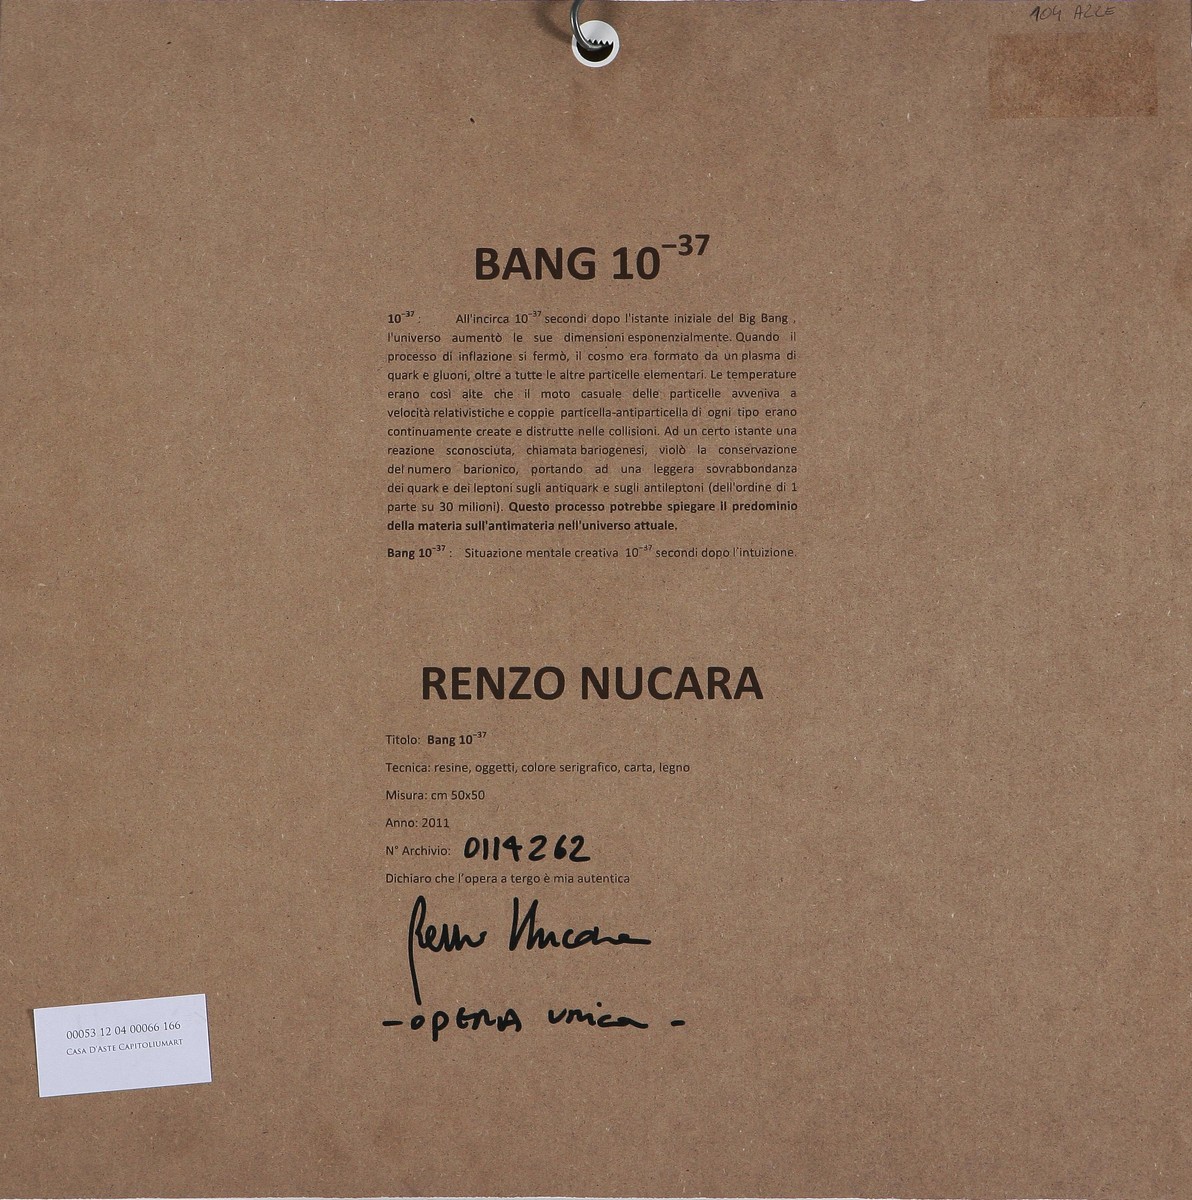 104 AZZE
BANG 10⁻³⁷
10⁻³⁷ : All'incirca 10⁻³⁷ secondi dopo l'istante iniziale del Big Bang ,
l'universo aumentò le sue dimensioni esponenzialmente. Quando il
processo di inflazione si fermò, il cosmo era formato da un plasma di
quark e gluoni, oltre a tutte le altre particelle elementari. Le temperature
erano così alte che il moto casuale delle particelle avveniva a
velocità relativistiche e coppie particella-antiparticella di ogni tipo erano
continuamente create e distrutte nelle collisioni. Ad un certo istante una
reazione sconosciuta, chiamata bariogenesi, violò la conservazione
del numero barionico, portando ad una leggera sovrabbondanza
dei quark e dei leptoni sugli antiquark e sugli antileptoni (dell'ordine di 1
parte su 30 milioni). Questo processo potrebbe spiegare il predominio
della materia sull'antimateria nell'universo attuale.
Bang 10⁻³⁷ : Situazione mentale creativa 10⁻³⁷ secondi dopo l'intuizione.
RENZO NUCARA
Titolo: Bang 10⁻³⁷
Tecnica: resine, oggetti, colore serigrafico, carta, legno
Misura: cm 50x50
Anno: 2011
N° Archivio: 0114262
Dichiaro che l'opera a tergo è mia autentica
Renzo Nucara
- OPERA UNICA -
00053 12 04 00066 166
CASA D'ASTE CAPITOLIUMART